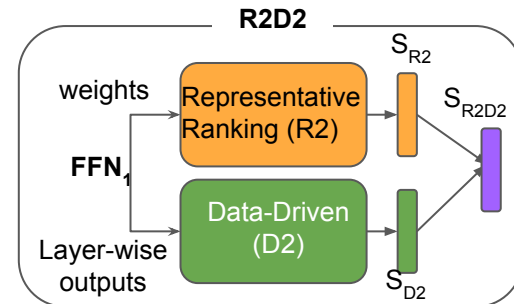 R2D2
weights
Representative
Ranking (R2)
S_R2
S_R2D2
FFN_1
Data-Driven
(D2)
Layer-wise
outputs
S_D2